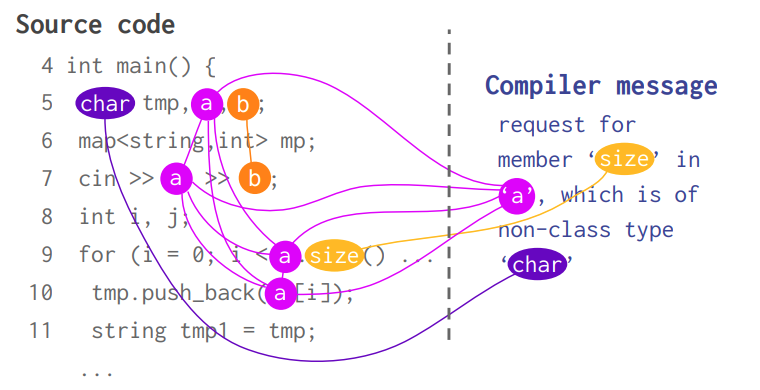 Source code
4 int main() {
5 char tmp, a, b;
6 map<string,int> mp;
7 cin >> a >> b;
8 int i, j;
9 for (i = 0; i < a.size() ...
10 tmp.push_back(a[i]);
11 string tmp1 = tmp;
...
Compiler message
request for
member ‘size’ in
‘a’, which is of
non-class type
‘char’